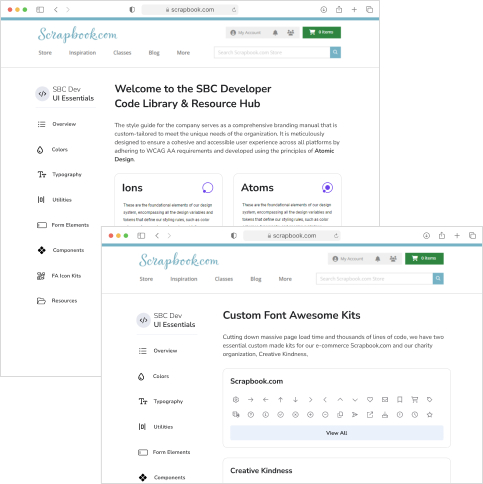 scrapbook.com
Scrapbook.com
My Account
0 Items
Store Inspiration Classes Blog More
Search Scrapbook.com Store
SBC Dev
UI Essentials
Overview
Colors
Typography
Utilities
Form Elements
Components
FA Icon Kits
Resources
Welcome to the SBC Developer
Code Library & Resource Hub
The style guide for the company serves as a comprehensive branding manual that is
custom-tailored to meet the unique needs of the organization. It is meticulously
designed to ensure a cohesive and accessible user experience across all platforms by
adhering to WCAG AA requirements and developed using the principles of Atomic
Design.
Ions
These are the foundational elements of our design
system, encompassing all the design variables and
tokens that define our styling rules, such as color
Atoms
These are the foundational elements of our design
system, encompassing all the design variables and
tokens that define our styling rules, such as color
scrapbook.com
Scrapbook.com
My Account
0 Items
Store Inspiration Classes Blog More
Search Scrapbook.com Store
SBC Dev
UI Essentials
Overview
Colors
Typography
Utilities
Form Elements
Components
Custom Font Awesome Kits
Cutting down massive page load time and thousands of lines of code, we have two
essential custom made kits for our e-commerce Scrapbook.com and our charity
organization, Creative Kindness,
Scrapbook.com
View All
Creative Kindness